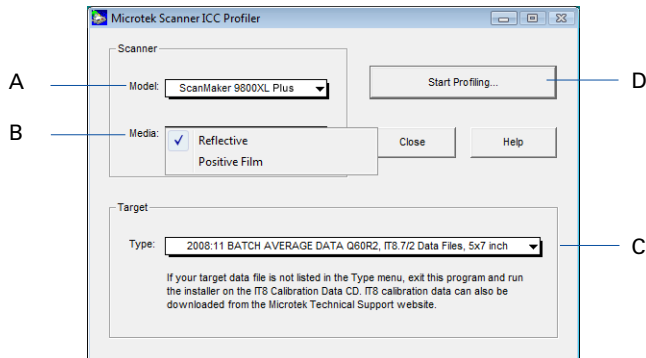 Microtek Scanner ICC Profiler
Scanner
A
Model: ScanMaker 9800XL Plus
Start Profiling...
D
B
Media:
Reflective
Positive Film
Close
Help
Target
Type: 2008:11 BATCH AVERAGE DATA Q60R2, IT8.7/2 Data Files, 5x7 inch
C
If your target data file is not listed in the Type menu, exit this program and run
the installer on the IT8 Calibration Data CD. IT8 calibration data can also be
downloaded from the Microtek Technical Support website.